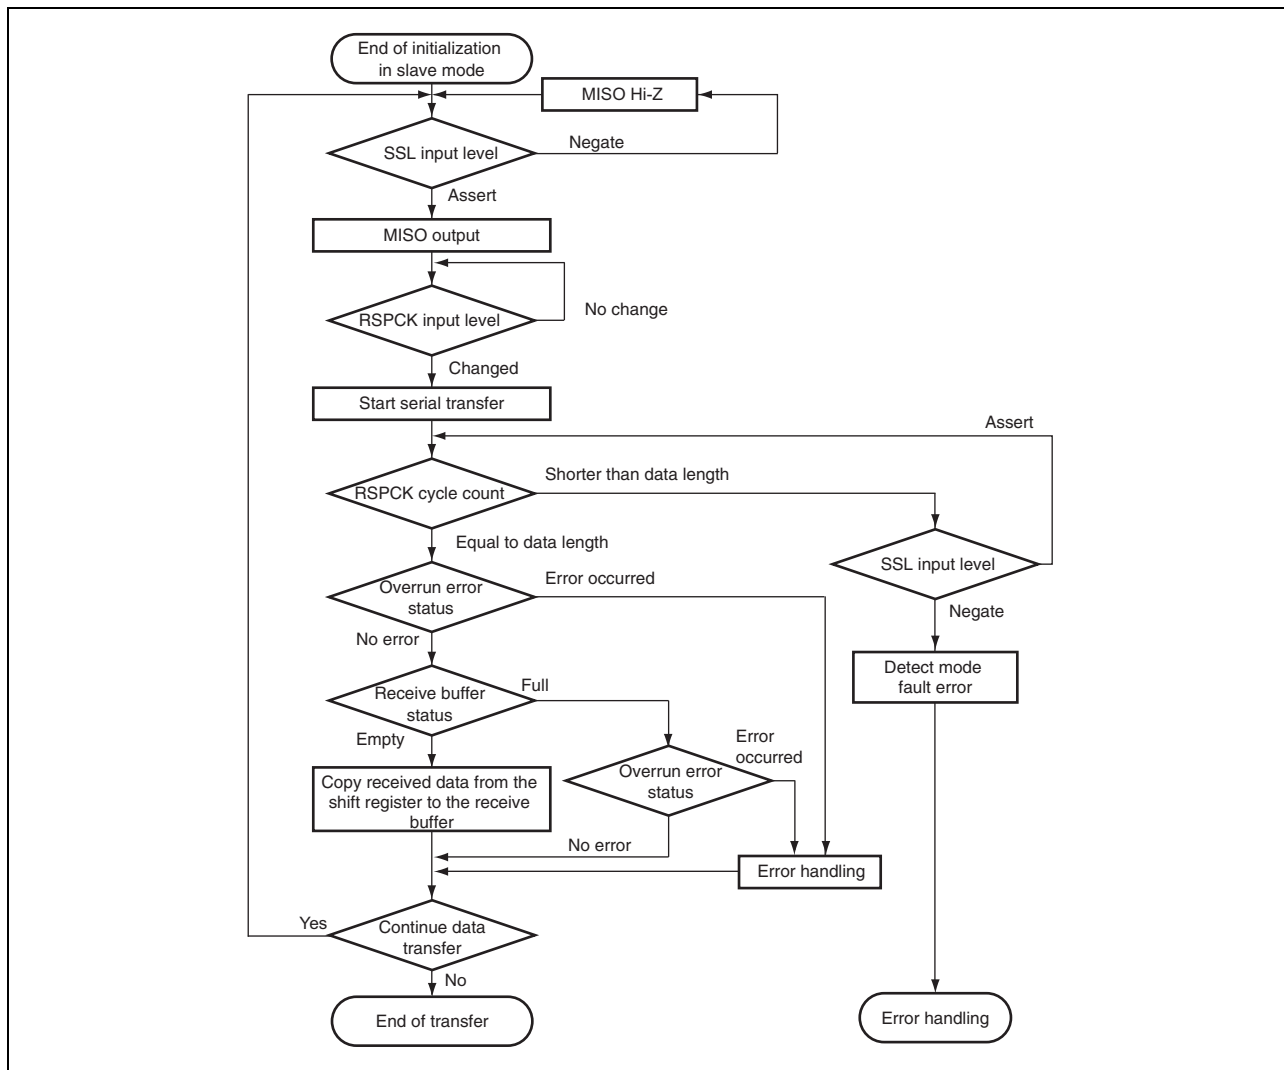 End of initialization
in slave mode
MISO Hi-Z
SSL input level
Negate
Assert
MISO output
RSPCK input level
No change
Changed
Start serial transfer
Assert
RSPCK cycle count
Shorter than data length
Equal to data length
SSL input level
Overrun error
status
Error occurred
Negate
No error
Detect mode
fault error
Receive buffer
status
Full
Empty
Error
occurred
Overrun error
status
Copy received data from the
shift register to the receive
buffer
No error
Error handling
Yes
Continue data
transfer
No
End of transfer
Error handling